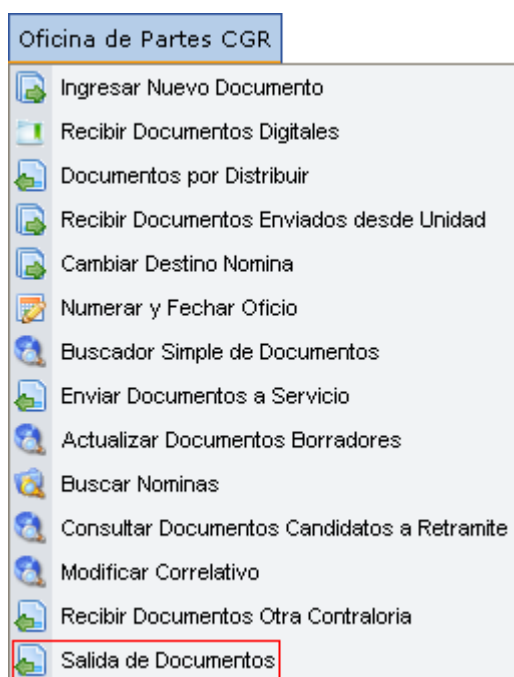 Oficina de Partes CGR
Ingresar Nuevo Documento
Recibir Documentos Digitales
Documentos por Distribuir
Recibir Documentos Enviados desde Unidad
Cambiar Destino Nomina
Numerar y Fechar Oficio
Buscador Simple de Documentos
Enviar Documentos a Servicio
Actualizar Documentos Borradores
Buscar Nominas
Consultar Documentos Candidatos a Retramite
Modificar Correlativo
Recibir Documentos Otra Contraloria
Salida de Documentos